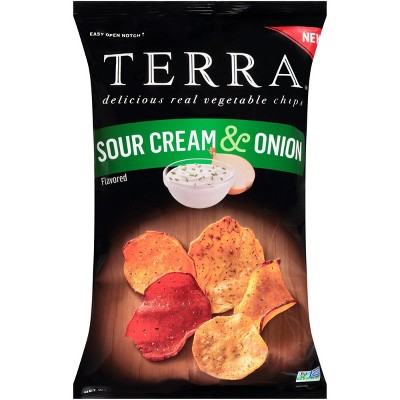 EASY OPEN NOTCH ↑
NEW
TERRA®
delicious real vegetable chips
SOUR CREAM & ONION
Flavored